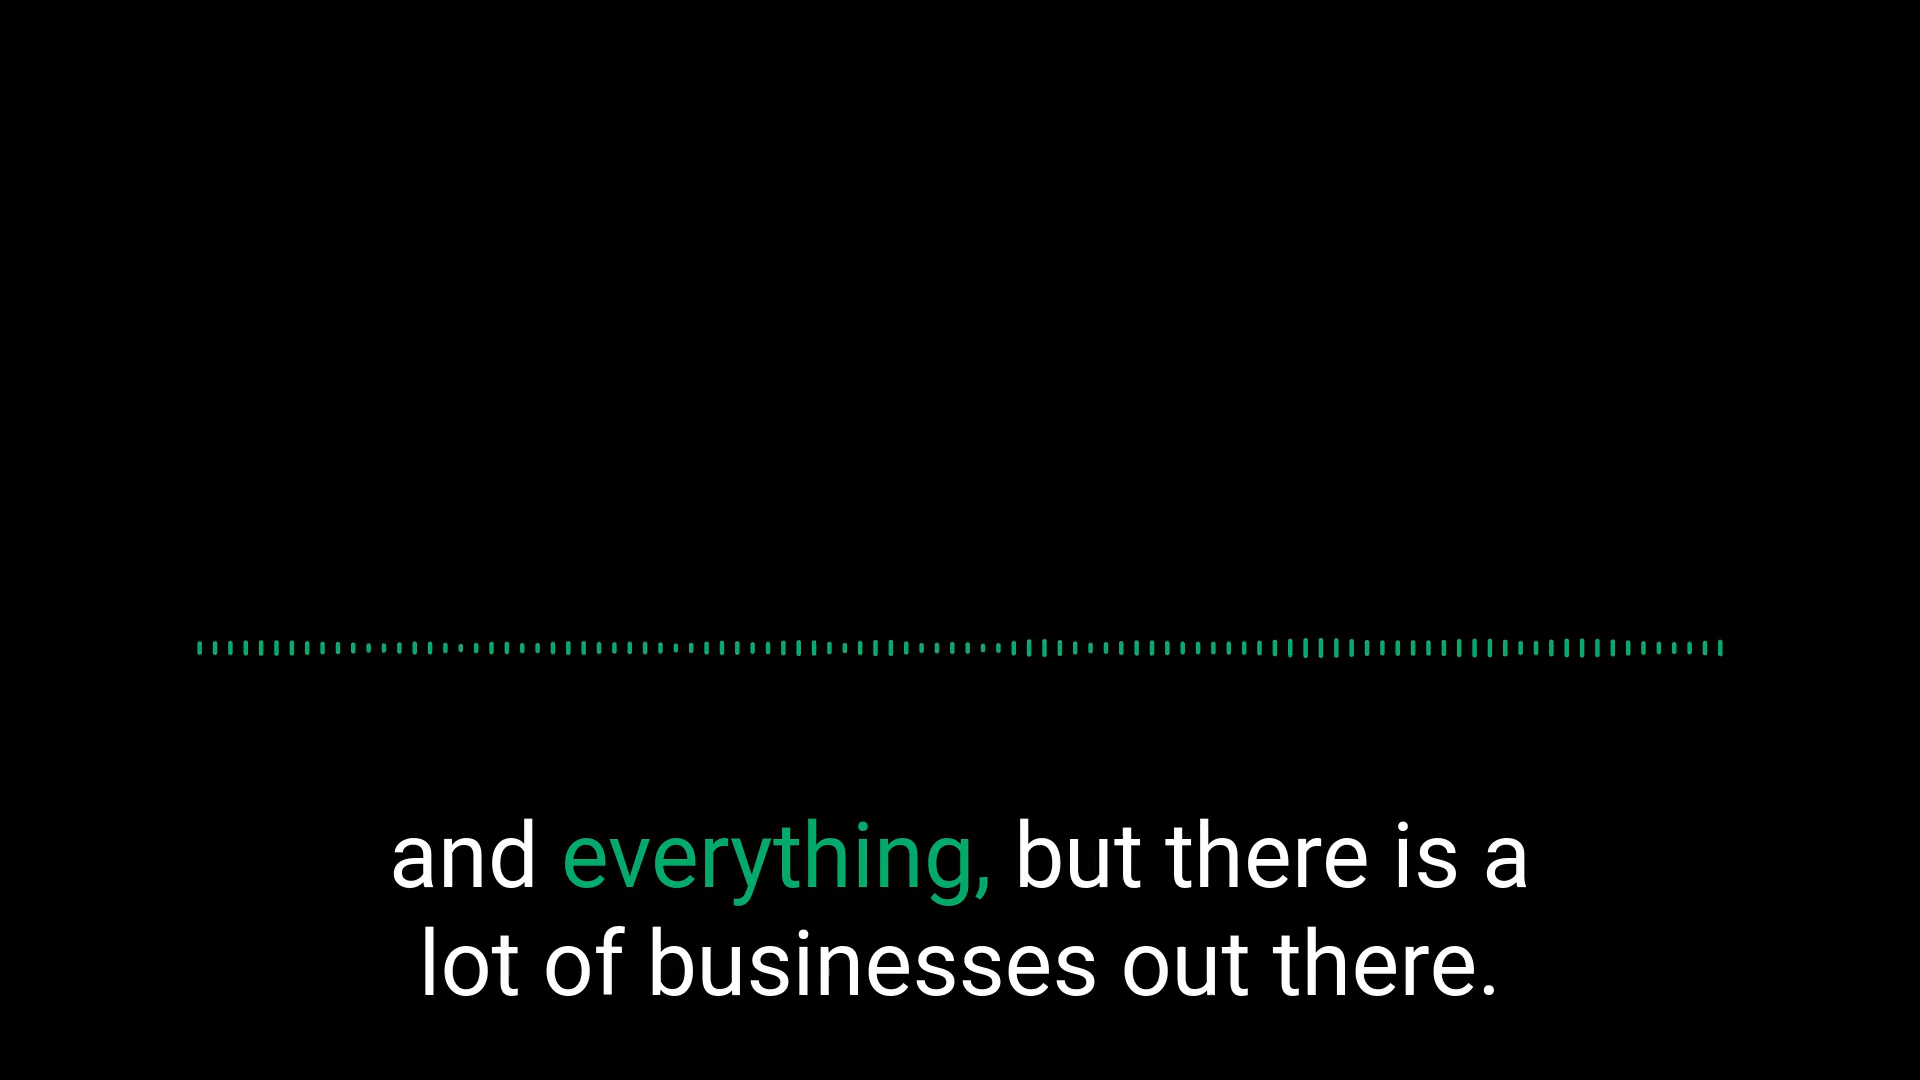 and everything, but there is a
lot of businesses out there.